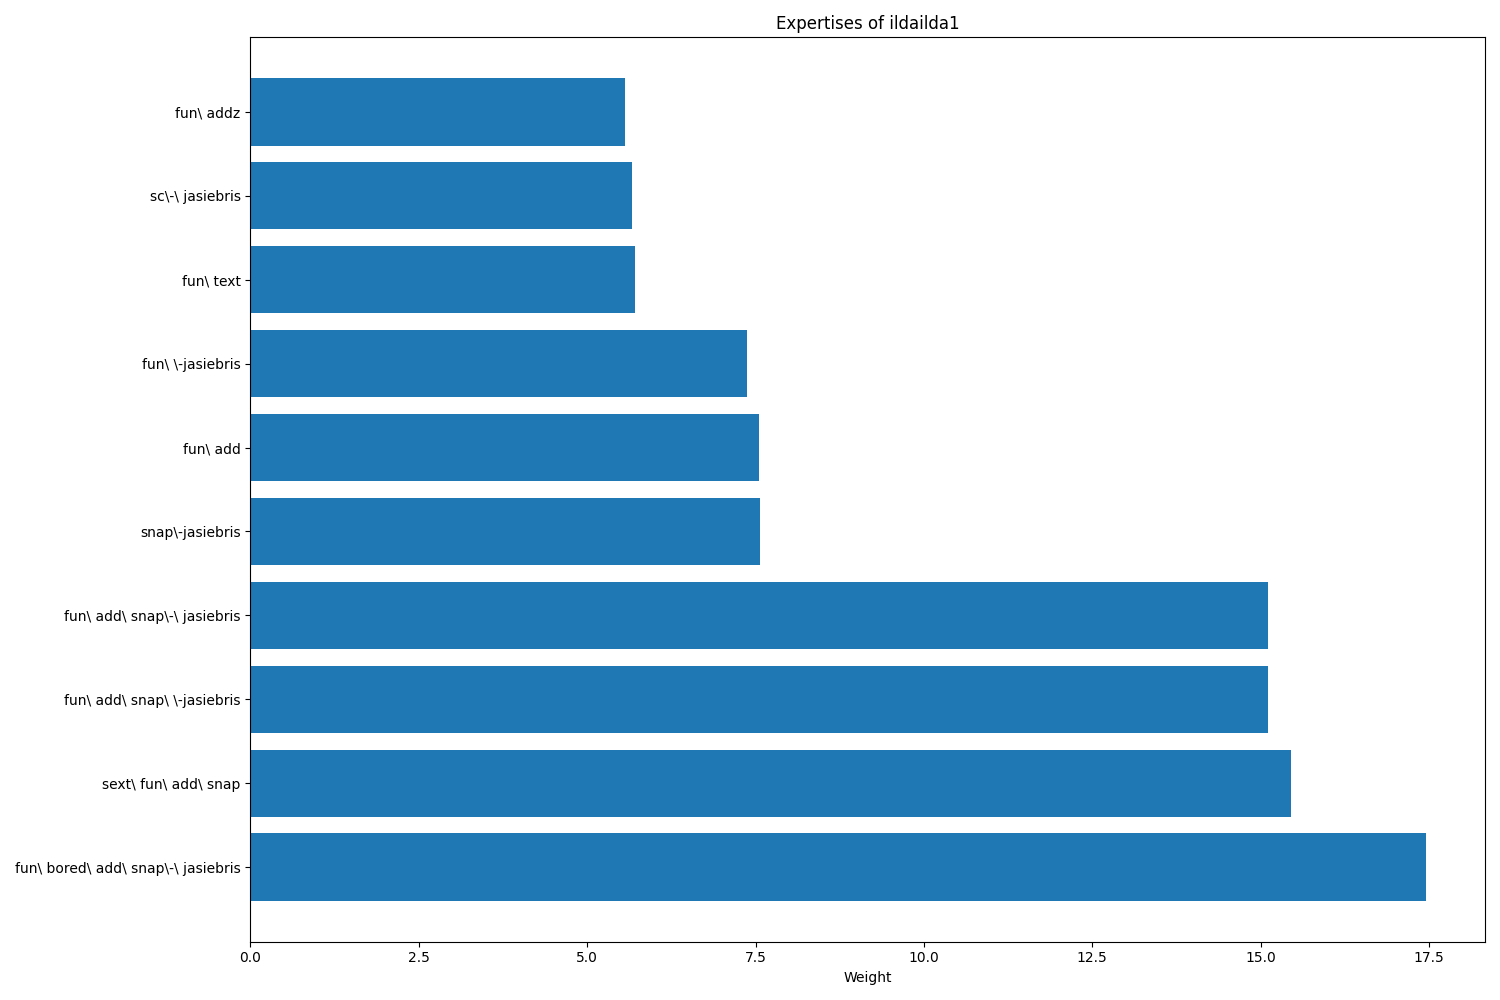 Expertises of ildailda1
fun\ addz
sc\-\ jasiebris
fun\ text
fun\ \-jasiebris
fun\ add
snap\-jasiebris
fun\ add\ snap\-\ jasiebris
fun\ add\ snap\ \-jasiebris
sext\ fun\ add\ snap
fun\ bored\ add\ snap\-\ jasiebris
0.0 2.5 5.0 7.5 10.0 12.5 15.0 17.5
Weight